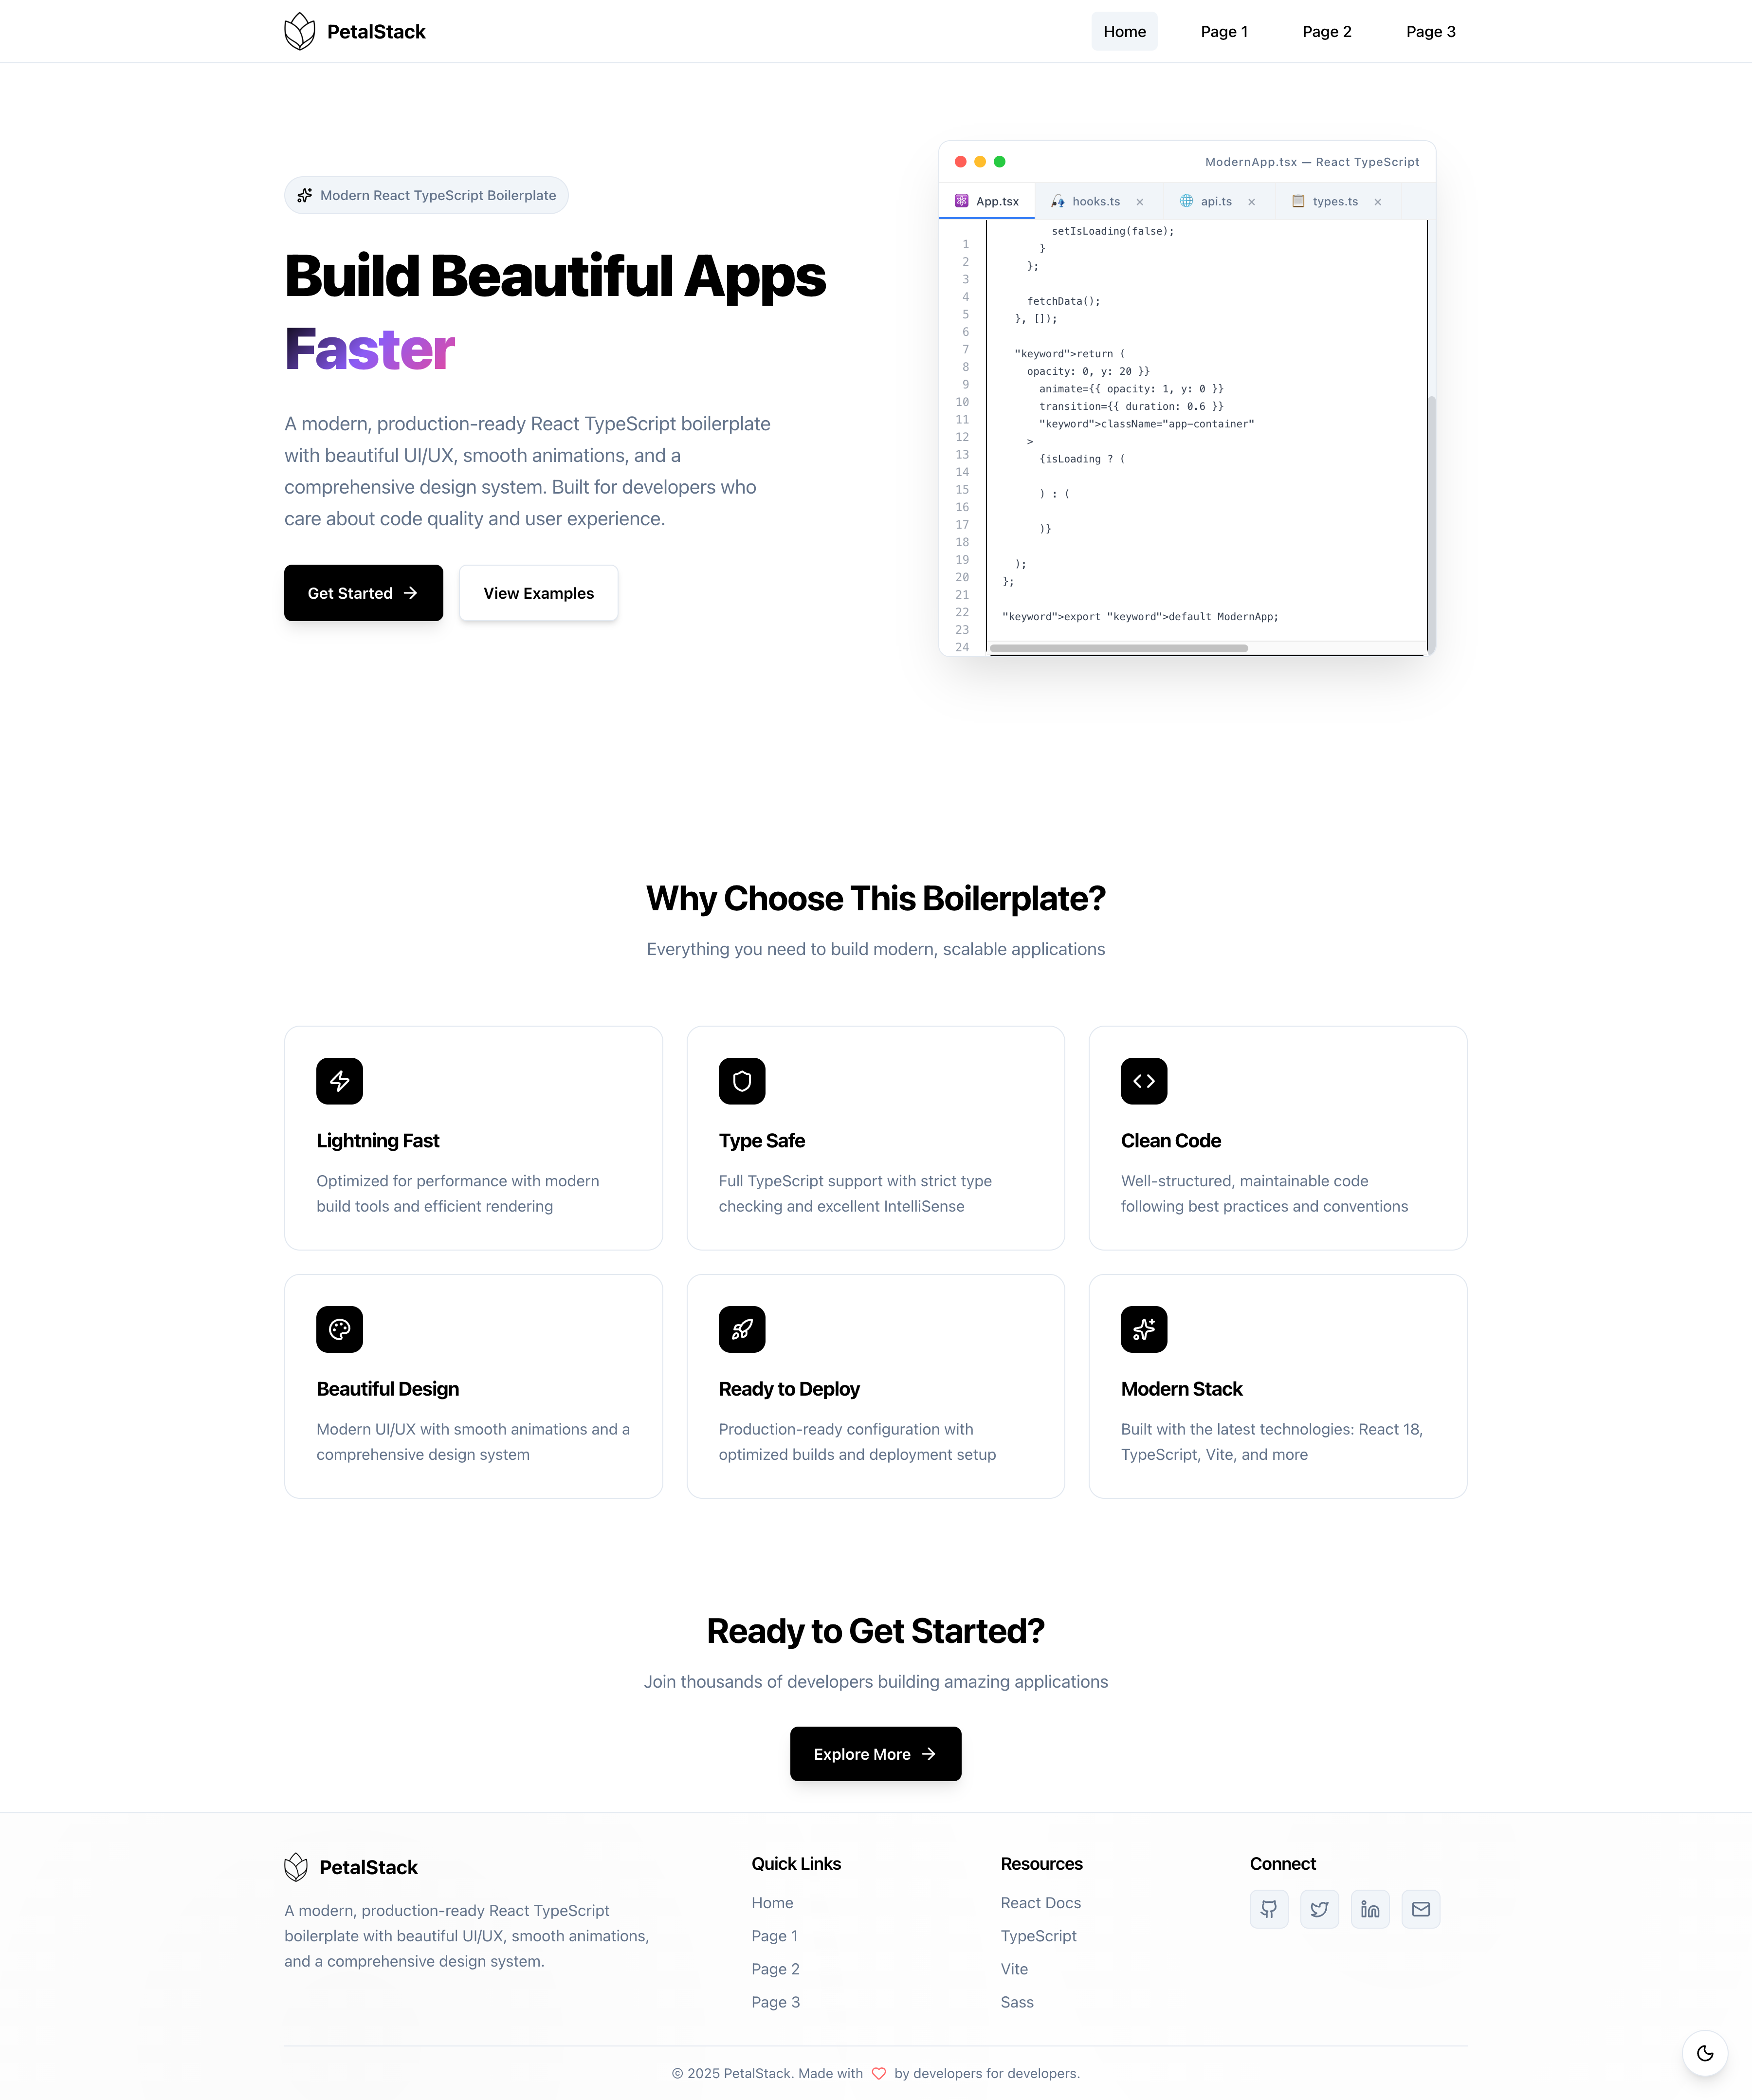 PetalStack
Home
Page 1
Page 2
Page 3
Modern React TypeScript Boilerplate
Build Beautiful Apps
Faster
A modern, production-ready React TypeScript boilerplate
with beautiful UI/UX, smooth animations, and a
comprehensive design system. Built for developers who
care about code quality and user experience.
Get Started
View Examples
ModernApp.tsx — React TypeScript
App.tsx
hooks.ts ×
api.ts ×
types.ts ×
1
2
3
4
5
6
7
8
9
10
11
12
13
14
15
16
17
18
19
20
21
22
23
24
setIsLoading(false);
}
};
fetchData();
}, []);
"keyword">return (
opacity: 0, y: 20 }}
animate={{ opacity: 1, y: 0 }}
transition={{ duration: 0.6 }}
"keyword">className="app-container"
>
{isLoading ? (
) : (
)}
);
};
"keyword">export "keyword">default ModernApp;
Why Choose This Boilerplate?
Everything you need to build modern, scalable applications
Lightning Fast
Optimized for performance with modern
build tools and efficient rendering
Type Safe
Full TypeScript support with strict type
checking and excellent IntelliSense
Clean Code
Well-structured, maintainable code
following best practices and conventions
Beautiful Design
Modern UI/UX with smooth animations and a
comprehensive design system
Ready to Deploy
Production-ready configuration with
optimized builds and deployment setup
Modern Stack
Built with the latest technologies: React 18,
TypeScript, Vite, and more
Ready to Get Started?
Join thousands of developers building amazing applications
Explore More
PetalStack
A modern, production-ready React TypeScript
boilerplate with beautiful UI/UX, smooth animations,
and a comprehensive design system.
Quick Links
Home
Page 1
Page 2
Page 3
Resources
React Docs
TypeScript
Vite
Sass
Connect
© 2025 PetalStack. Made with by developers for developers.